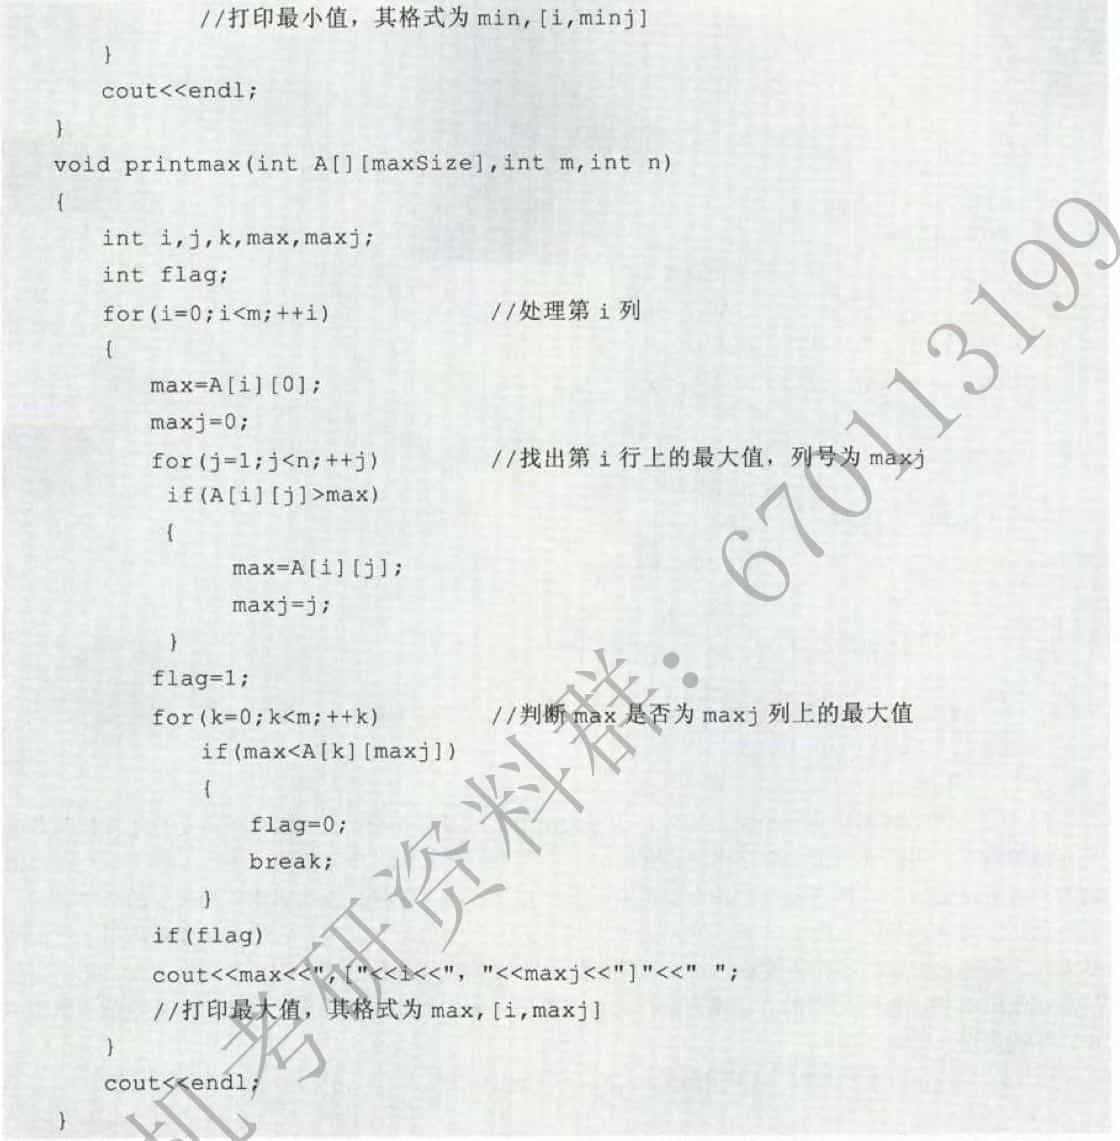 //打印最小值，其格式为 min,[i,minj]
}
cout<<endl;
}
void printmax(int A[][maxSize],int m,int n)
{
int i,j,k,max,maxj;
int flag;
for(i=0;i<m;++i) //处理第 i 列
{
max=A[i][0];
maxj=0;
for(j=1;j<n;++j) //找出第 i 行上的最大值，列号为 maxj
if(A[i][j]>max)
{
max=A[i][j];
maxj=j;
}
flag=1;
for(k=0;k<m;++k) //判断 max 是否为 maxj 列上的最大值
if(max<A[k][maxj])
{
flag=0;
break;
}
if(flag)
cout<<max<<",["<<i<<", "<<maxj<<"]"<<" ";
//打印最大值，其格式为 max,[i,maxj]
}
cout<<endl;
}
机考研资料群：670113199